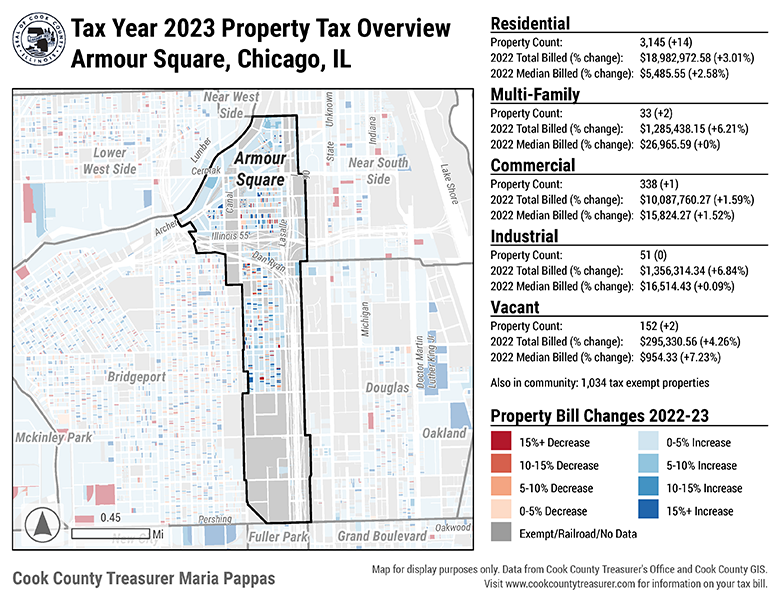 SEAL OF COOK COUNTY
ILLINOIS
Tax Year 2023 Property Tax Overview
Armour Square, Chicago, IL
Near West
Side
Lower
West Side
Lumber
Cermak
Armour
Square
State
Unknown
Indiana
90
Near South
Side
Lake Shore
Canal
Archer
Illinois 55
Lasalle
Dan Ryan
Michigan
Doctor Martin
Luther King Jr
Bridgeport
Douglas
Mckinley Park
Oakland
0.45
Mi
Pershing
New City
Fuller Park
Grand Boulevard
Oakwood
Residential
Property Count: 3,145 (+14)
2022 Total Billed (% change): $18,982,972.58 (+3.01%)
2022 Median Billed (% change): $5,485.55 (+2.58%)
Multi-Family
Property Count: 33 (+2)
2022 Total Billed (% change): $1,285,438.15 (+6.21%)
2022 Median Billed (% change): $26,965.59 (+0%)
Commercial
Property Count: 338 (+1)
2022 Total Billed (% change): $10,087,760.27 (+1.59%)
2022 Median Billed (% change): $15,824.27 (+1.52%)
Industrial
Property Count: 51 (0)
2022 Total Billed (% change): $1,356,314.34 (+6.84%)
2022 Median Billed (% change): $16,514.43 (+0.09%)
Vacant
Property Count: 152 (+2)
2022 Total Billed (% change): $295,330.56 (+4.26%)
2022 Median Billed (% change): $954.33 (+7.23%)
Also in community: 1,034 tax exempt properties
Property Bill Changes 2022-23
15%+ Decrease
0-5% Increase
10-15% Decrease
5-10% Increase
5-10% Decrease
10-15% Increase
0-5% Decrease
15%+ Increase
Exempt/Railroad/No Data
Cook County Treasurer Maria Pappas
Map for display purposes only. Data from Cook County Treasurer's Office and Cook County GIS.
Visit www.cookcountytreasurer.com for information on your tax bill.